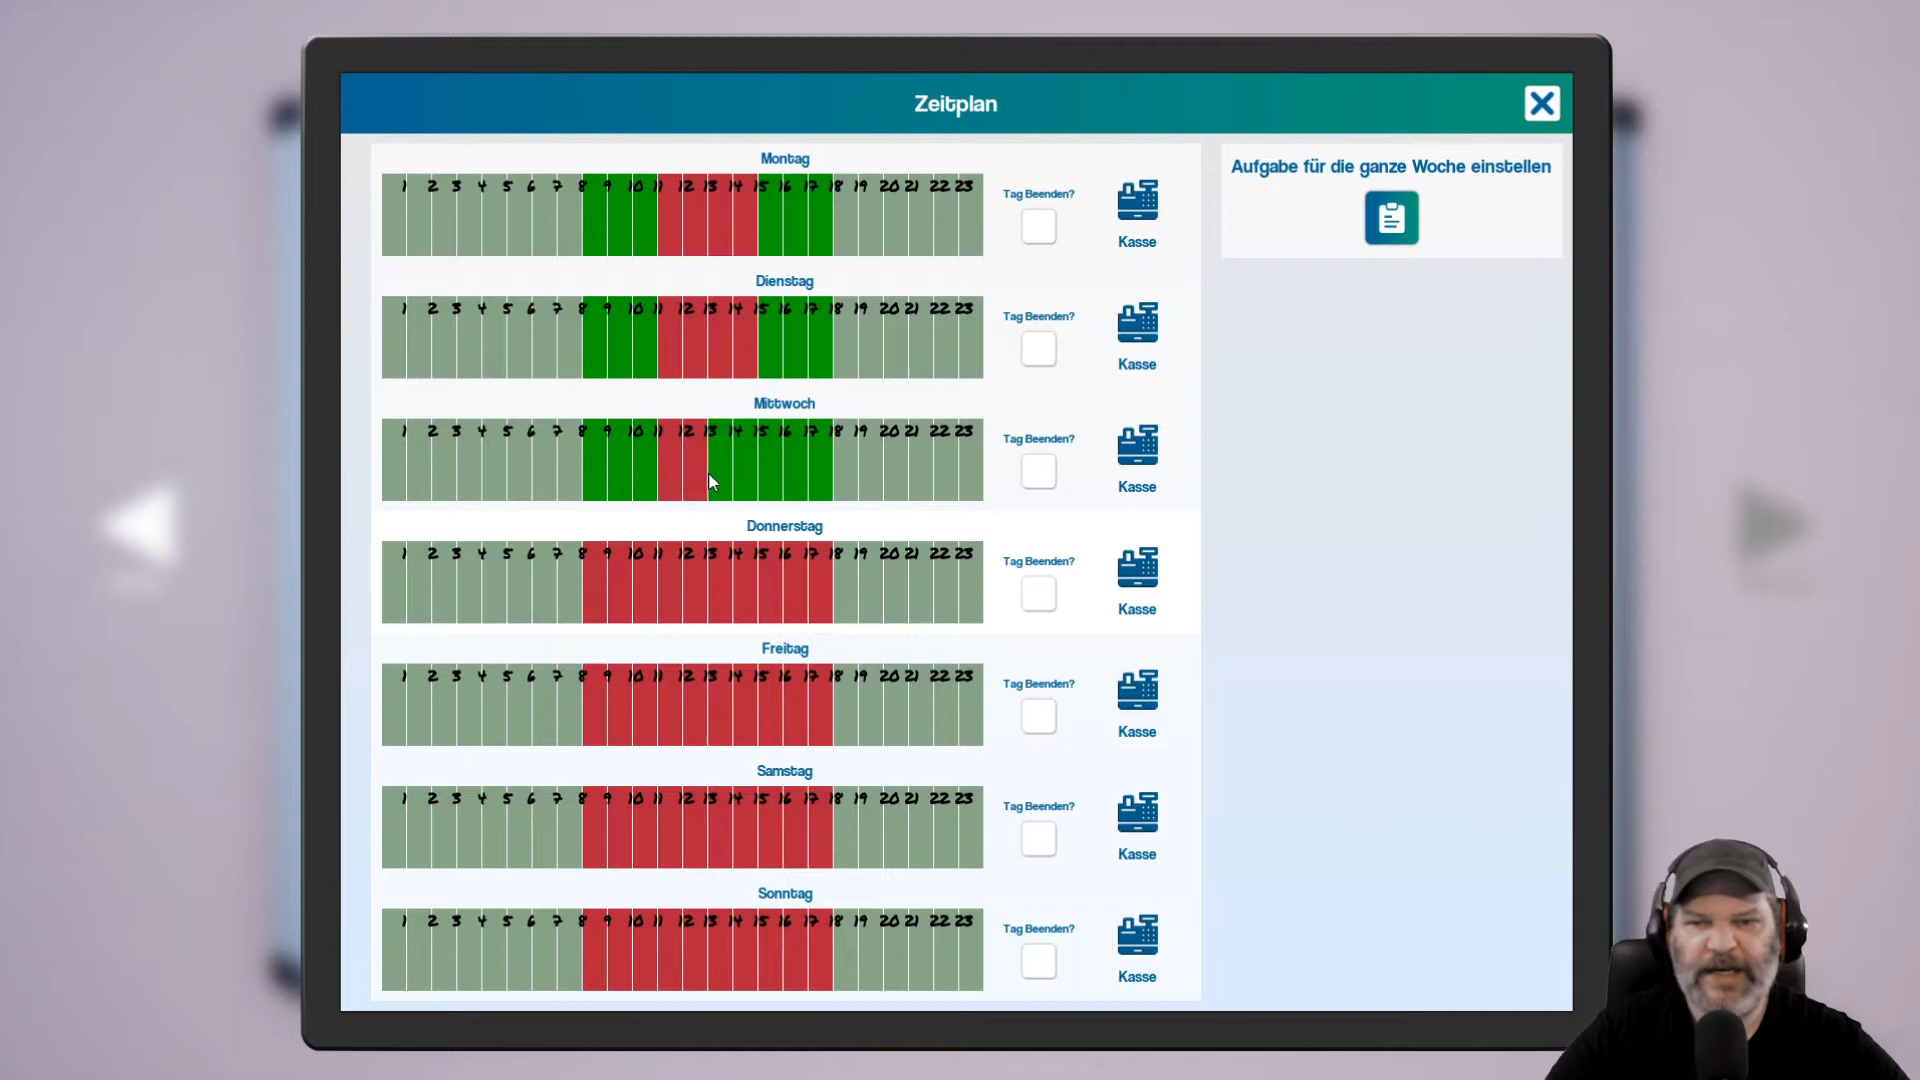 Zeitplan
Aufgabe für die ganze Woche einstellen
Montag
1 2 3 4 5 6 7 8 9 10 11 12 13 14 15 16 17 18 19 20 21 22 23
Tag Beenden?
Kasse
Dienstag
1 2 3 4 5 6 7 8 9 10 11 12 13 14 15 16 17 18 19 20 21 22 23
Tag Beenden?
Kasse
Mittwoch
1 2 3 4 5 6 7 8 9 10 11 12 13 14 15 16 17 18 19 20 21 22 23
Tag Beenden?
Kasse
Donnerstag
1 2 3 4 5 6 7 8 9 10 11 12 13 14 15 16 17 18 19 20 21 22 23
Tag Beenden?
Kasse
Freitag
1 2 3 4 5 6 7 8 9 10 11 12 13 14 15 16 17 18 19 20 21 22 23
Tag Beenden?
Kasse
Samstag
1 2 3 4 5 6 7 8 9 10 11 12 13 14 15 16 17 18 19 20 21 22 23
Tag Beenden?
Kasse
Sonntag
1 2 3 4 5 6 7 8 9 10 11 12 13 14 15 16 17 18 19 20 21 22 23
Tag Beenden?
Kasse